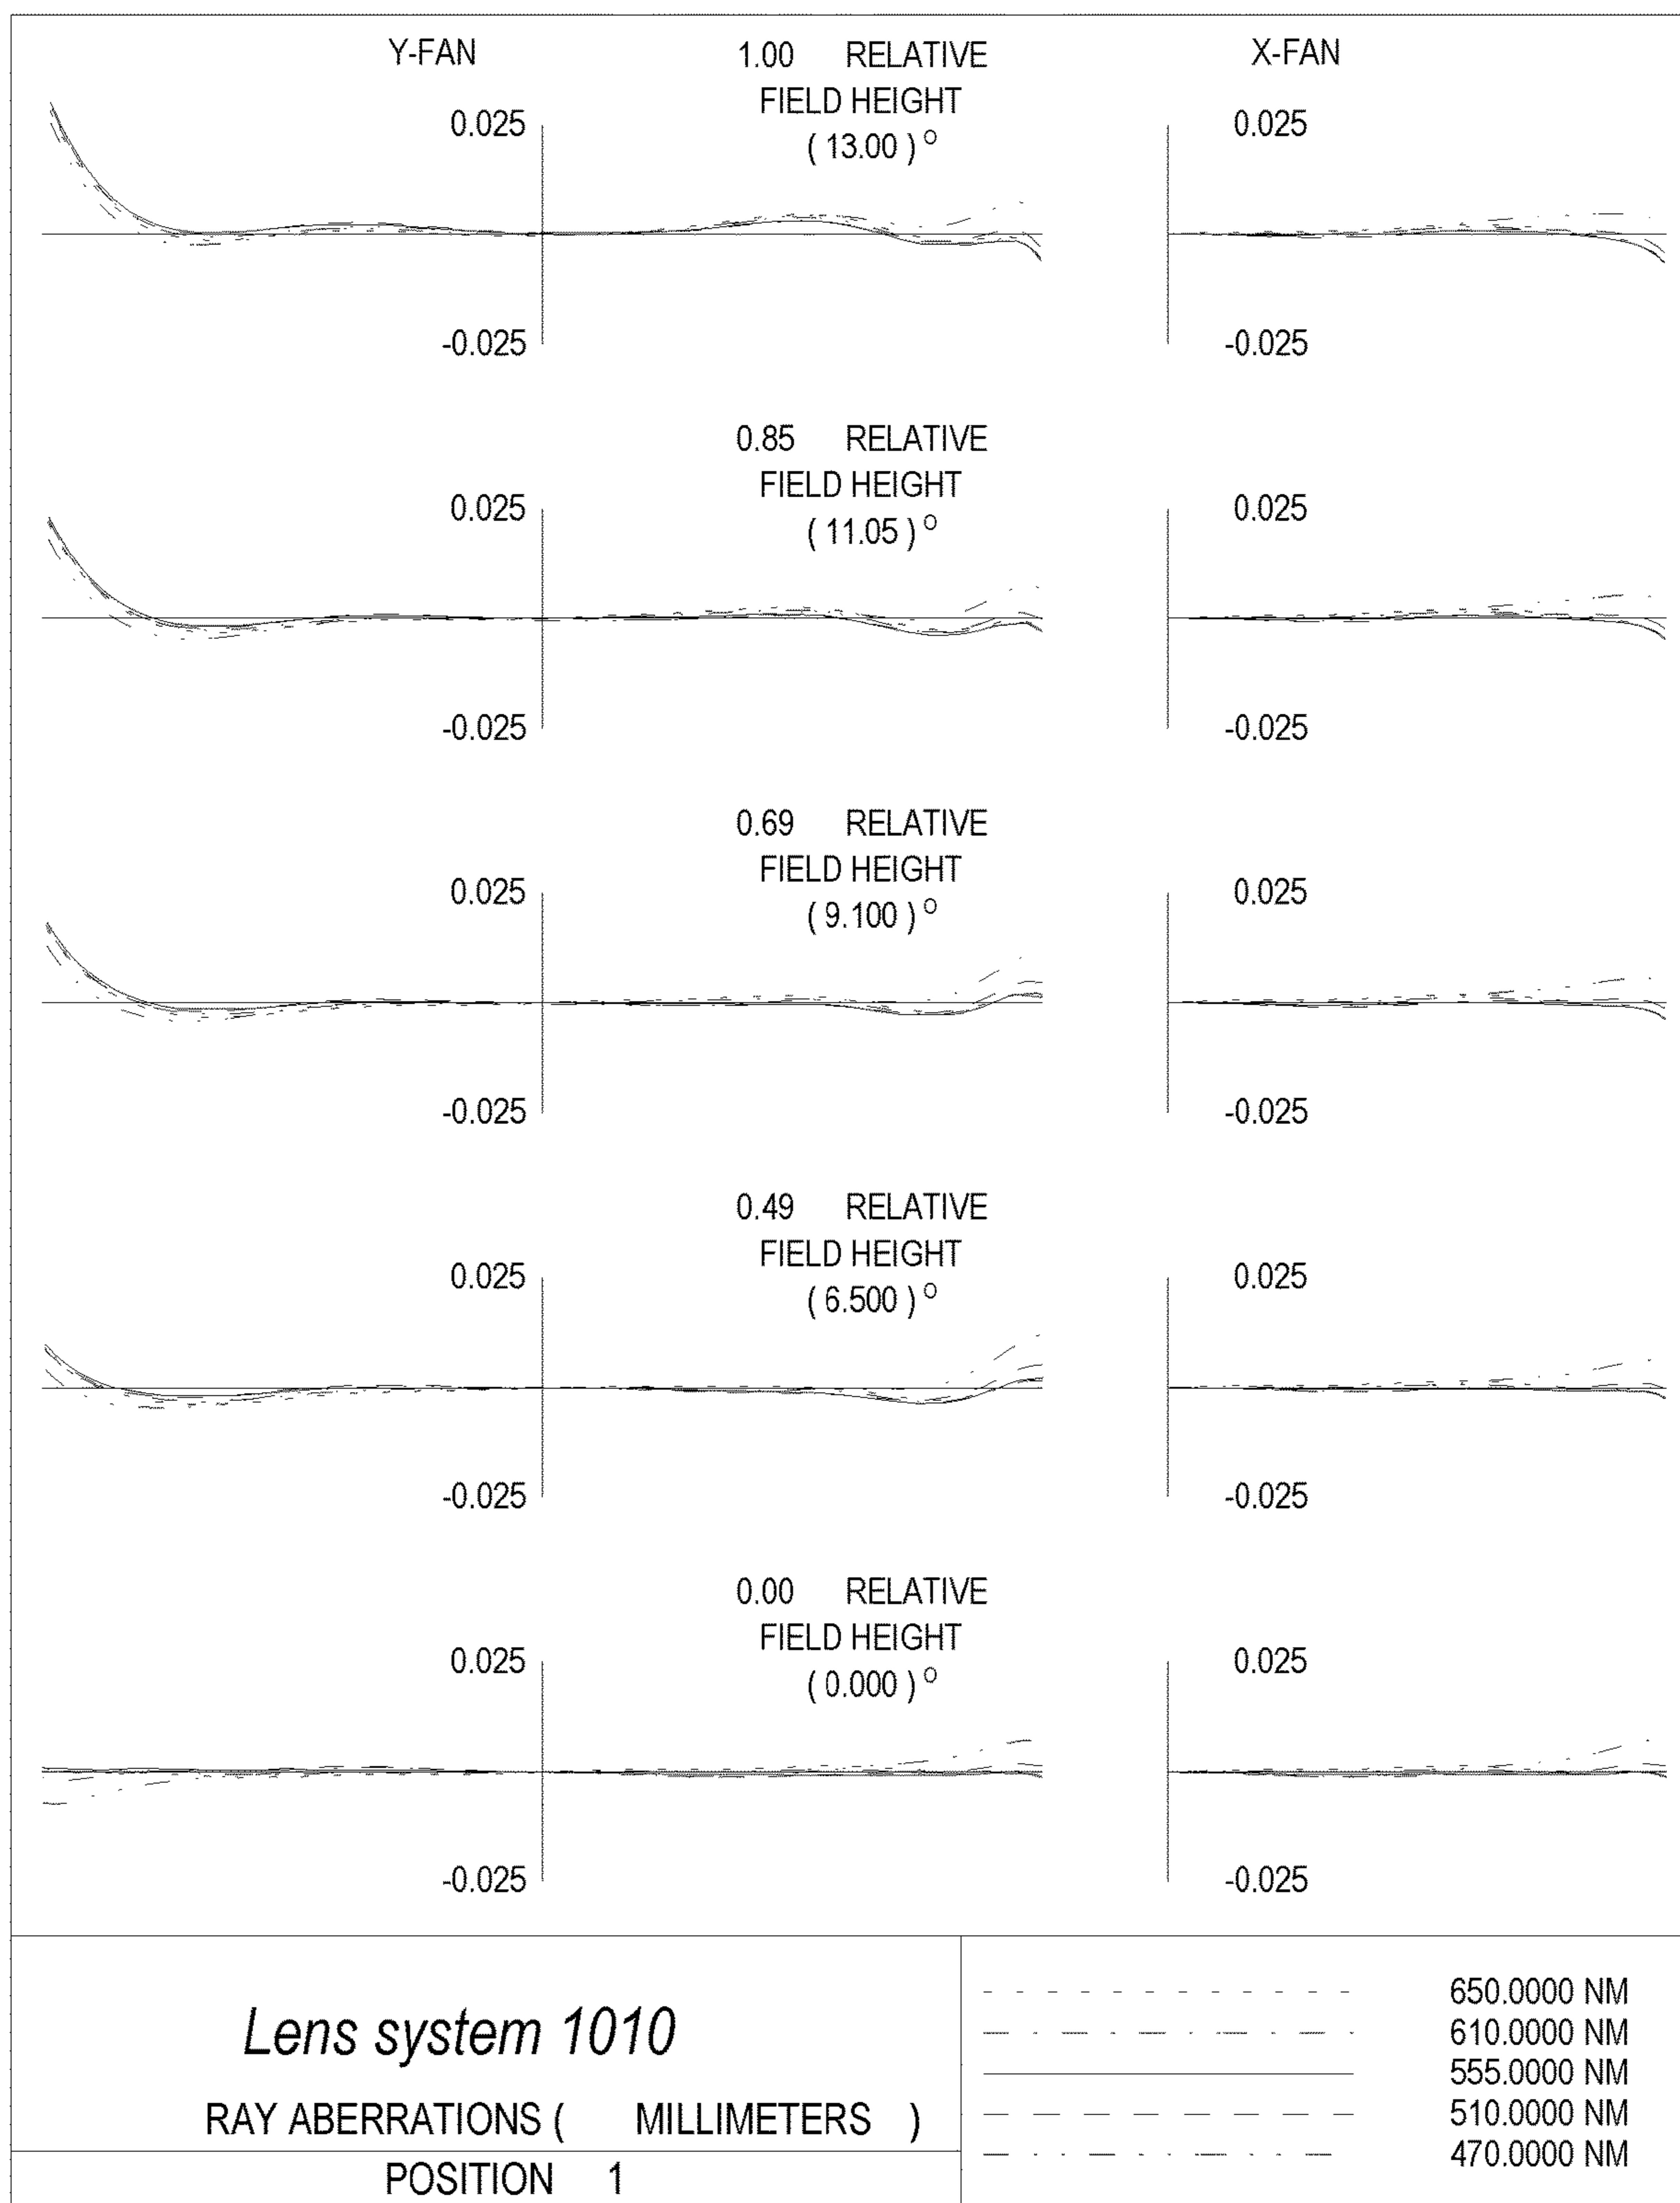 Y-FAN 1.00 RELATIVE X-FAN
FIELD HEIGHT
0.025 ( 13.00 ) O 0.025
-0.025 -0.025
0.85 RELATIVE
FIELD HEIGHT
0.025 ( 11.05 ) O 0.025
-0.025 -0.025
0.69 RELATIVE
FIELD HEIGHT
0.025 ( 9.100 ) O 0.025
-0.025 -0.025
0.49 RELATIVE
FIELD HEIGHT
0.025 ( 6.500 ) O 0.025
-0.025 -0.025
0.00 RELATIVE
FIELD HEIGHT
0.025 ( 0.000 ) O 0.025
-0.025 -0.025
Lens system 1010
RAY ABERRATIONS ( MILLIMETERS )
POSITION 1
650.0000 NM
610.0000 NM
555.0000 NM
510.0000 NM
470.0000 NM